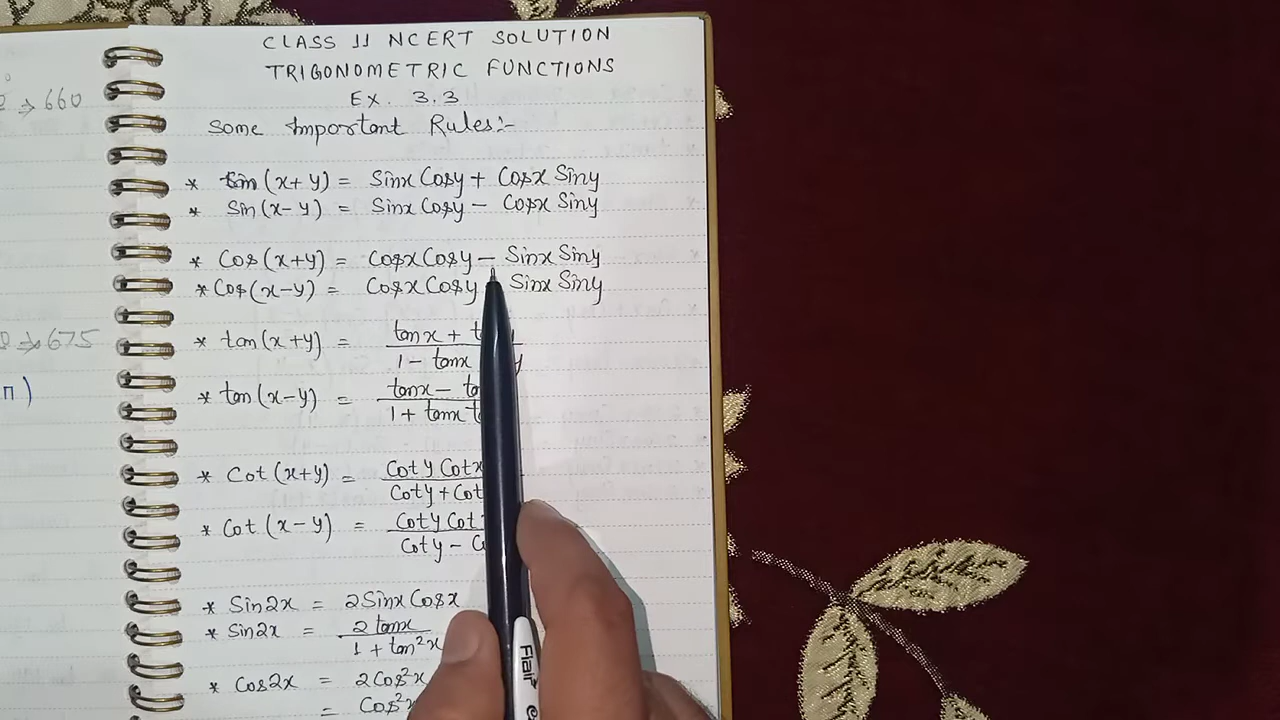 CLASS 11 NCERT SOLUTION
TRIGONOMETRIC FUNCTIONS
EX. 3.3
Some Important Rules:-
* sin (x+y) = Sinx Cosy + Cosx Siny
* Sin (x-y) = Sinx Cosy - Cosx Siny
* Cos (x+y) = Cosx Cosy - Sinx Siny
* Cos (x-y) = Cosx Cosy Sinx Siny
* tan (x+y) = tanx +
1 - tanx
* tan (x-y) = tanx -
1 + tanx
* Cot (x+y) = Coty Cotx
Coty +
* Cot (x-y) = Coty
Coty -
* Sin2x = 2Sinx Cosx
* Sin2x = 2 tanx
1 + tan²x
* Cos2x = 2Cos²x
=
→660
→675
π)
Flair